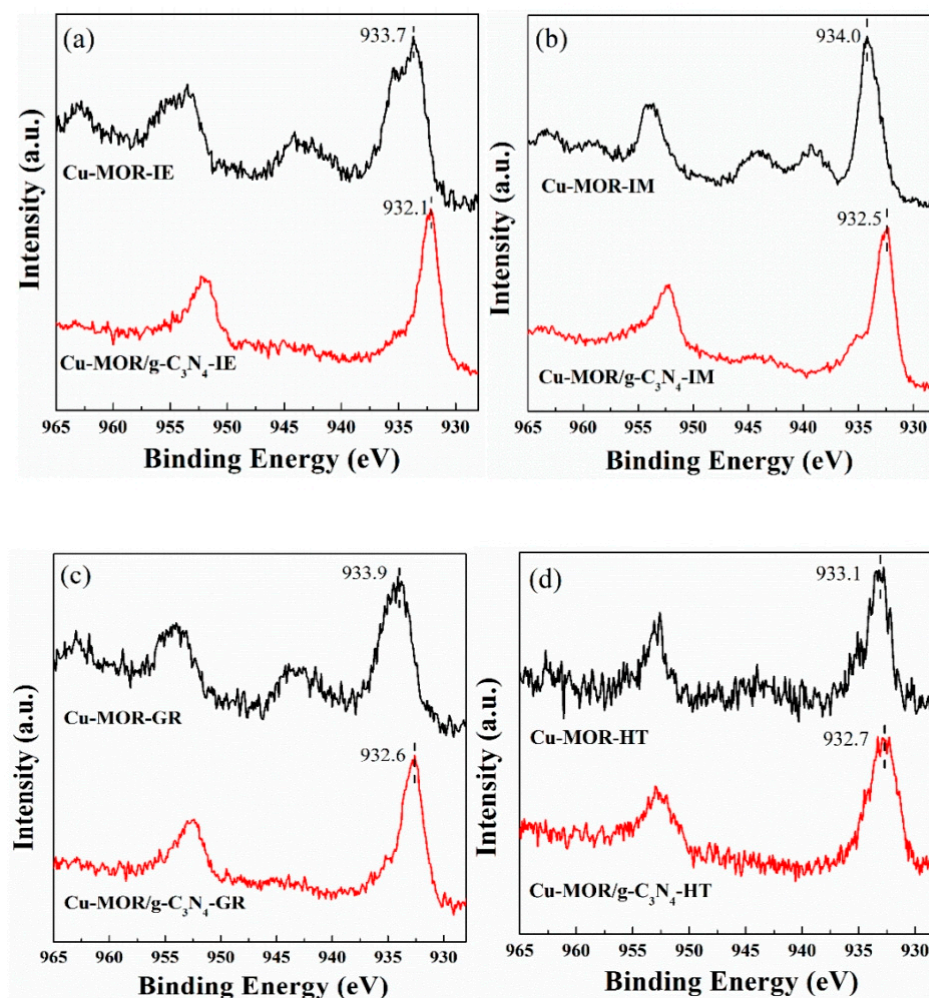 (a)
933.7
Cu-MOR-IE
932.1
Cu-MOR/g-C₃N₄-IE
Intensity (a.u.)
965 960 955 950 945 940 935 930
Binding Energy (eV)
(b)
934.0
Cu-MOR-IM
932.5
Cu-MOR/g-C₃N₄-IM
Intensity (a.u.)
965 960 955 950 945 940 935 930
Binding Energy (eV)
(c)
933.9
Cu-MOR-GR
932.6
Cu-MOR/g-C₃N₄-GR
Intensity (a.u.)
965 960 955 950 945 940 935 930
Binding Energy (eV)
(d)
933.1
Cu-MOR-HT
932.7
Cu-MOR/g-C₃N₄-HT
Intensity (a.u.)
965 960 955 950 945 940 935 930
Binding Energy (eV)